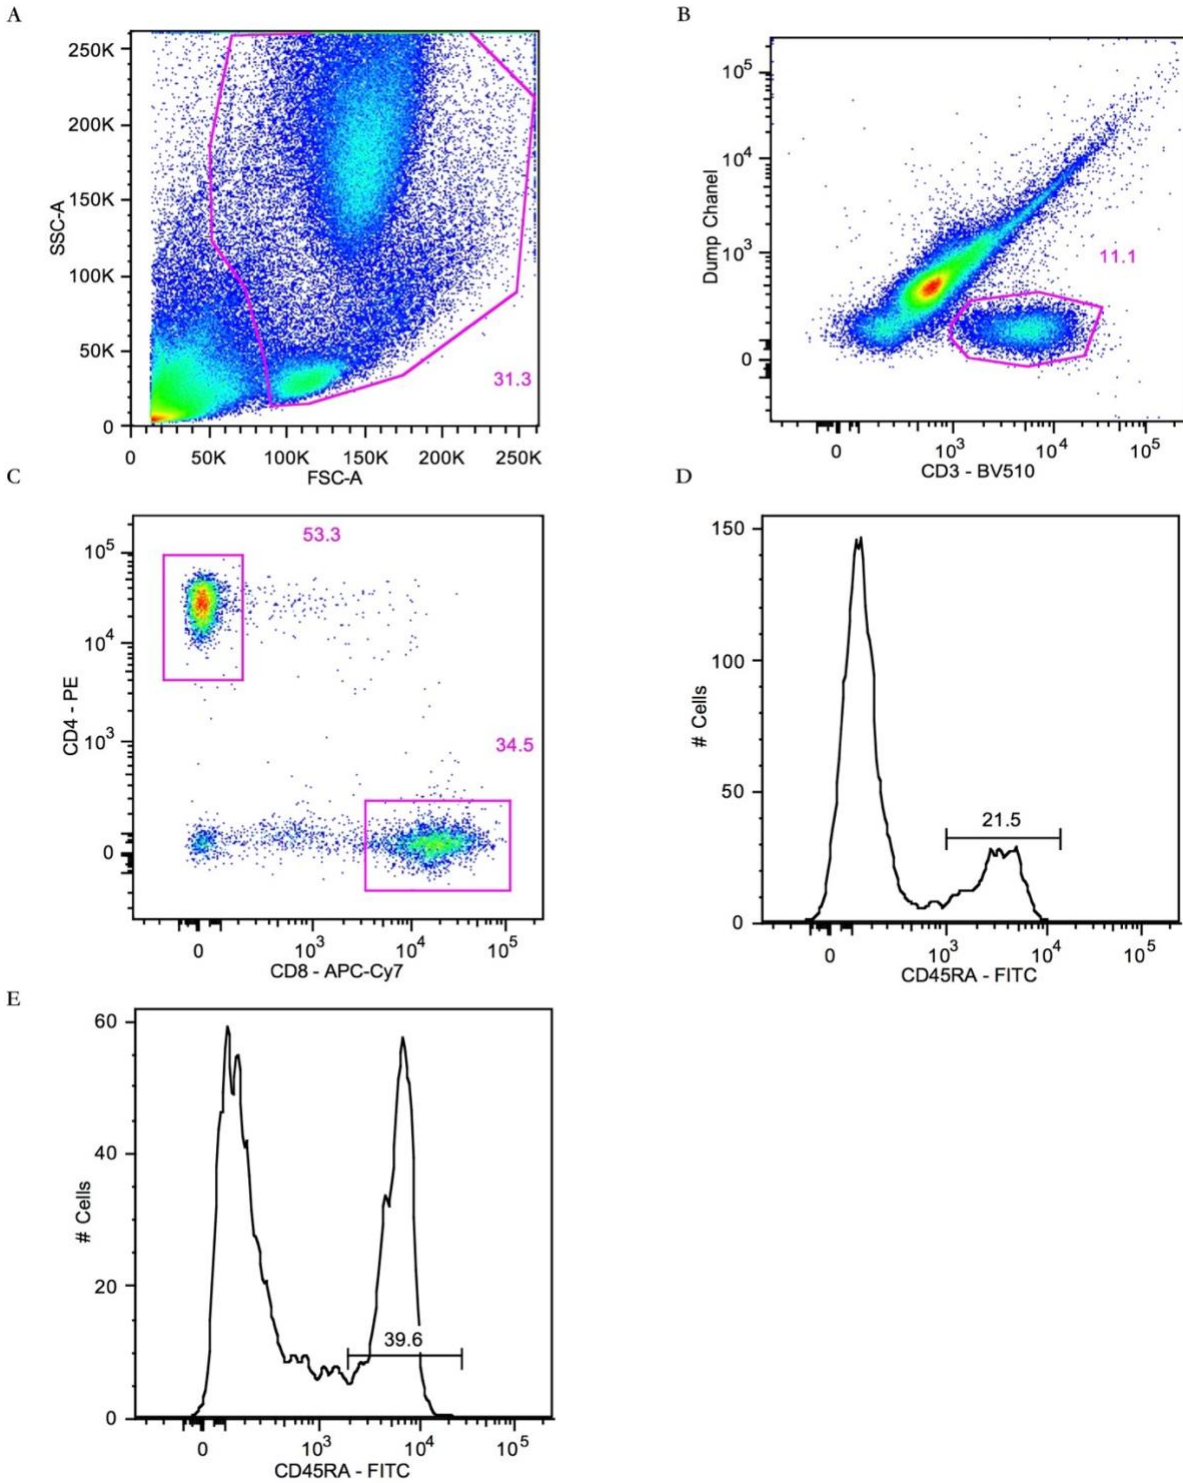 A
250K
200K
150K
100K
50K
0
SSC-A
31.3
0 50K 100K 150K 200K 250K
FSC-A
B
10^5
10^4
10^3
0
Dump Channel
11.1
0 10^3 10^4 10^5
CD3 - BV510
C
53.3
10^5
10^4
10^3
0
CD4 - PE
34.5
0 10^3 10^4 10^5
CD8 - APC-Cy7
D
150
100
50
0
# Cells
21.5
0 10^3 10^4 10^5
CD45RA - FITC
E
60
40
20
0
# Cells
39.6
0 10^3 10^4 10^5
CD45RA - FITC